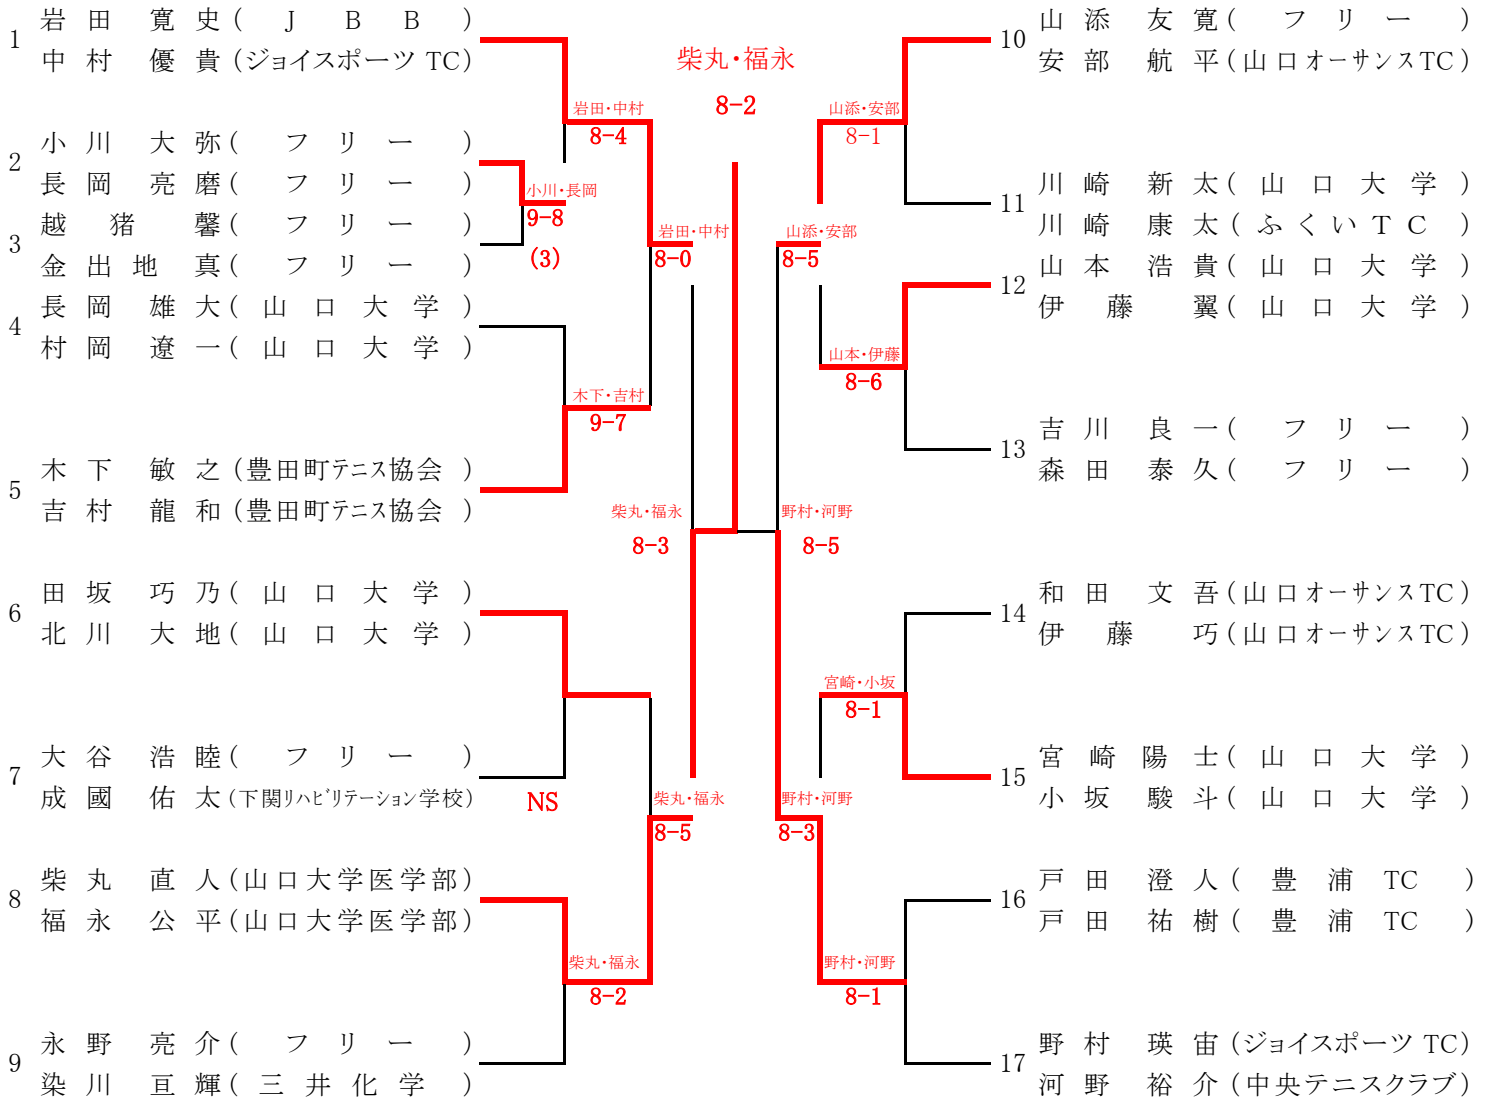 1 岩田 寛史(JBB)
中村 優貴(ジョイスポーツTC)
2 小川 大弥(フリー)
長岡 亮磨(フリー)
3 越猪 馨(フリー)
金出地 真(フリー)
4 長岡 雄大(山口大学)
村岡 遼一(山口大学)
5 木下 敏之(豊田町テニス協会)
吉村 龍和(豊田町テニス協会)
6 田坂 巧乃(山口大学)
北川 大地(山口大学)
7 大谷 浩睦(フリー)
成國 佑太(下関リハビリテーション学校)
8 柴丸 直人(山口大学医学部)
福永 公平(山口大学医学部)
9 永野 亮介(フリー)
染川 亘輝(三井化学)
岩田・中村
8-4
小川・長岡
9-8
(3)
岩田・中村
8-0
木下・吉村
9-7
柴丸・福永
8-3
NS
柴丸・福永
8-5
柴丸・福永
8-2
柴丸・福永
8-2
山添・安部
8-1
山添・安部
8-5
山本・伊藤
8-6
野村・河野
8-5
宮崎・小坂
8-1
野村・河野
8-3
野村・河野
8-1
10 山添 友寛(フリー)
安部 航平(山口オーサンスTC)
11 川崎 新太(山口大学)
川崎 康太(ふくいTC)
12 山本 浩貴(山口大学)
伊藤 翼(山口大学)
13 吉川 良一(フリー)
森田 泰久(フリー)
14 和田 文吾(山口オーサンスTC)
伊藤 巧(山口オーサンスTC)
15 宮崎 陽士(山口大学)
小坂 駿斗(山口大学)
16 戸田 澄人(豊浦TC)
戸田 祐樹(豊浦TC)
17 野村 瑛宙(ジョイスポーツTC)
河野 裕介(中央テニスクラブ)